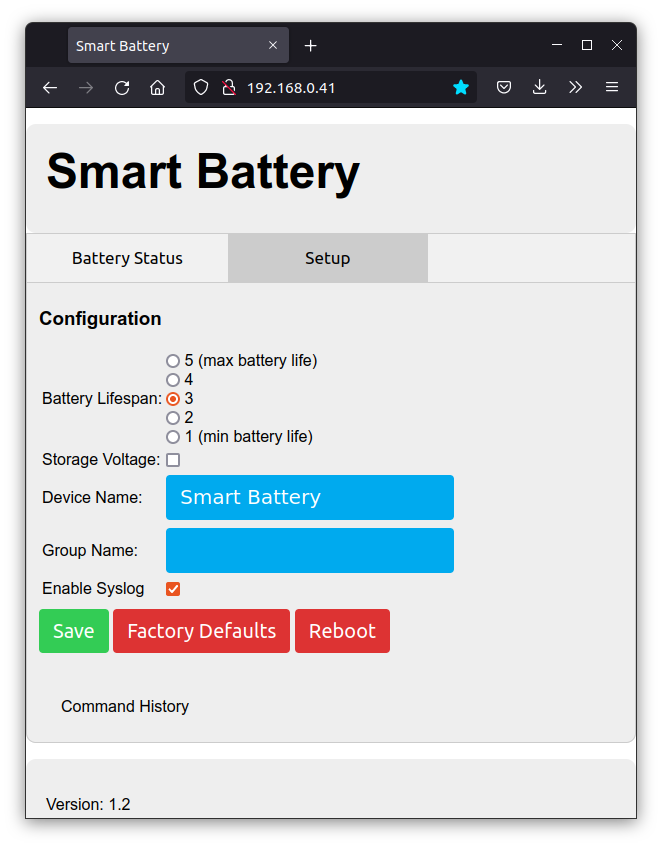 Smart Battery
192.168.0.41
Smart Battery
Battery Status Setup
Configuration
5 (max battery life)
4
Battery Lifespan: 3
2
1 (min battery life)
Storage Voltage:
Device Name: Smart Battery
Group Name:
Enable Syslog
Save Factory Defaults Reboot
Command History
Version: 1.2